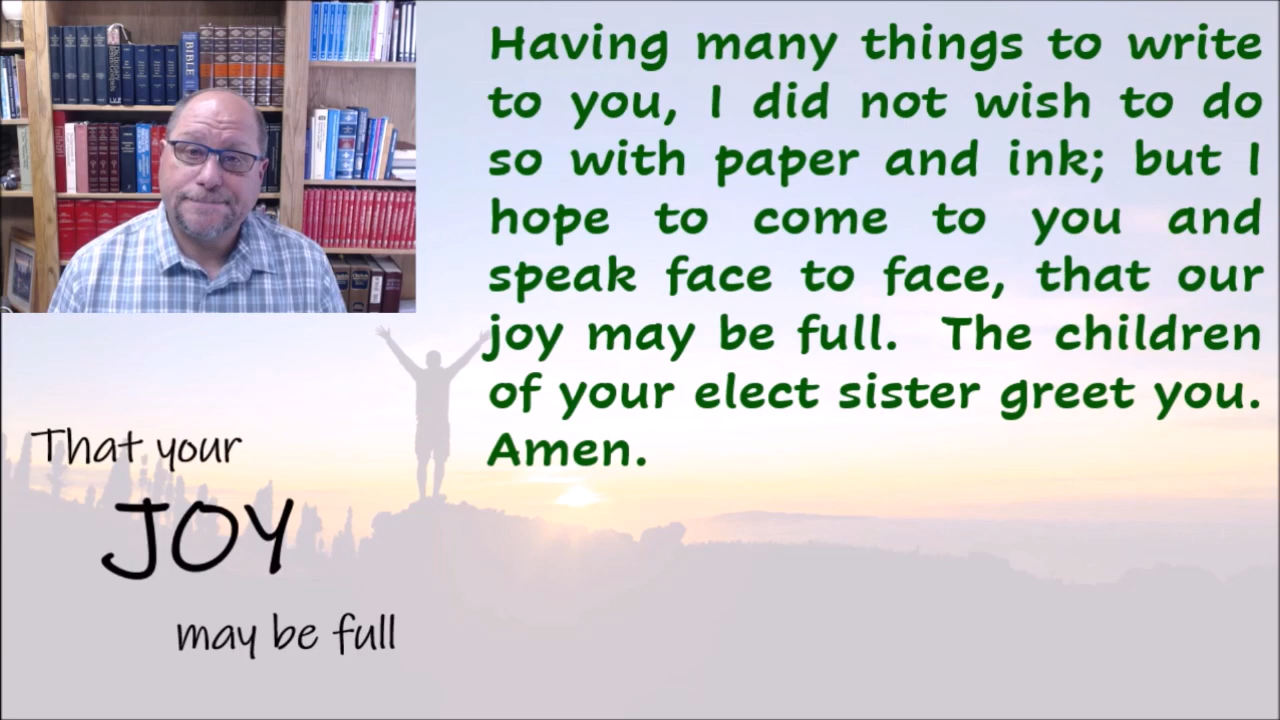 Having many things to write
to you, I did not wish to do
so with paper and ink; but I
hope to come to you and
speak face to face, that our
joy may be full. The children
of your elect sister greet you.
Amen.
That your
JOY
may be full
BIBLE